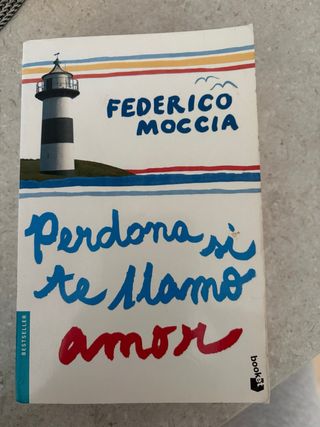 FEDERICO
MOCCIA
Perdona si
te llamo
amor
BESTSELLER
booket